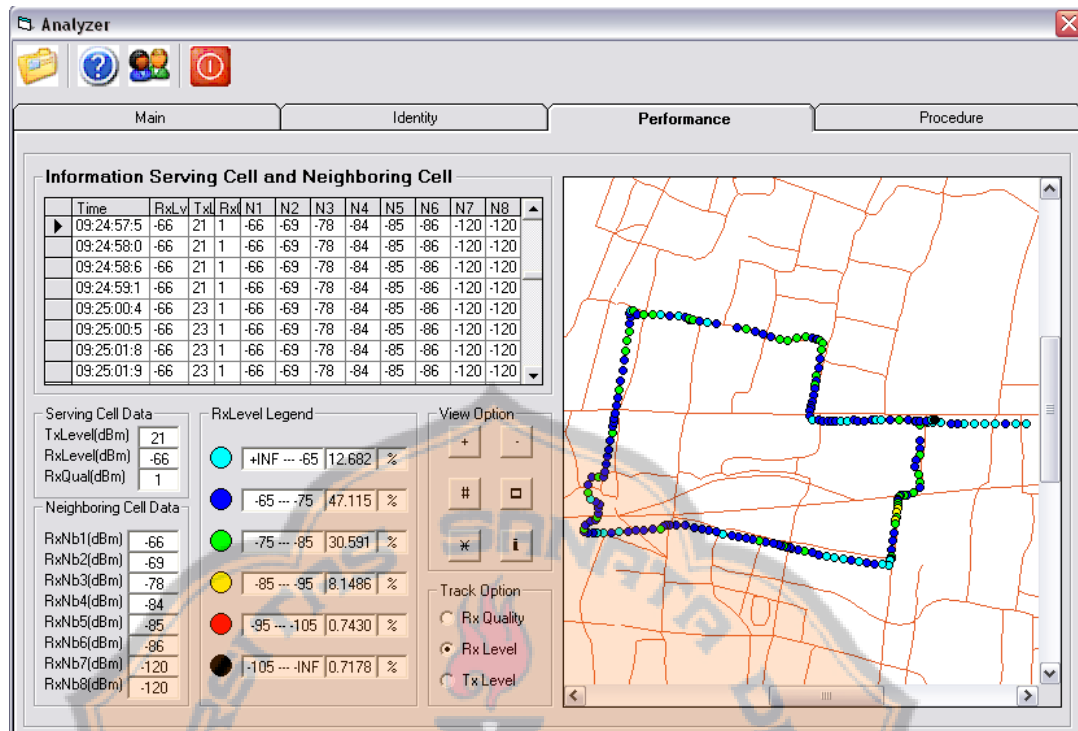 Analyzer
Main Identity Performance Procedure
Information Serving Cell and Neighboring Cell
Time RxLv TxL Rx( N1 N2 N3 N4 N5 N6 N7 N8
09:24:57:5 -66 21 1 -66 -69 -78 -84 -85 -86 -120 -120
09:24:58:0 -66 21 1 -66 -69 -78 -84 -85 -86 -120 -120
09:24:58:6 -66 21 1 -66 -69 -78 -84 -85 -86 -120 -120
09:24:59:1 -66 21 1 -66 -69 -78 -84 -85 -86 -120 -120
09:25:00:4 -66 23 1 -66 -69 -78 -84 -85 -86 -120 -120
09:25:00:5 -66 23 1 -66 -69 -78 -84 -85 -86 -120 -120
09:25:01:8 -66 23 1 -66 -69 -78 -84 -85 -86 -120 -120
09:25:01:9 -66 23 1 -66 -69 -78 -84 -85 -86 -120 -120
Serving Cell Data
TxLevel(dBm) 21
RxLevel(dBm) -66
RxQual(dBm) 1
Neighboring Cell Data
RxNb1(dBm) -66
RxNb2(dBm) -69
RxNb3(dBm) -78
RxNb4(dBm) -84
RxNb5(dBm) -85
RxNb6(dBm) -86
RxNb7(dBm) -120
RxNb8(dBm) -120
RxLevel Legend
+INF --- -65 12.682 %
-65 --- -75 47.115 %
-75 --- -85 30.591 %
-85 --- -95 8.1486 %
-95 --- -105 0.7430 %
-105 --- -INF 0.7178 %
View Option
+ -
#
i
Track Option
Rx Quality
Rx Level
Tx Level